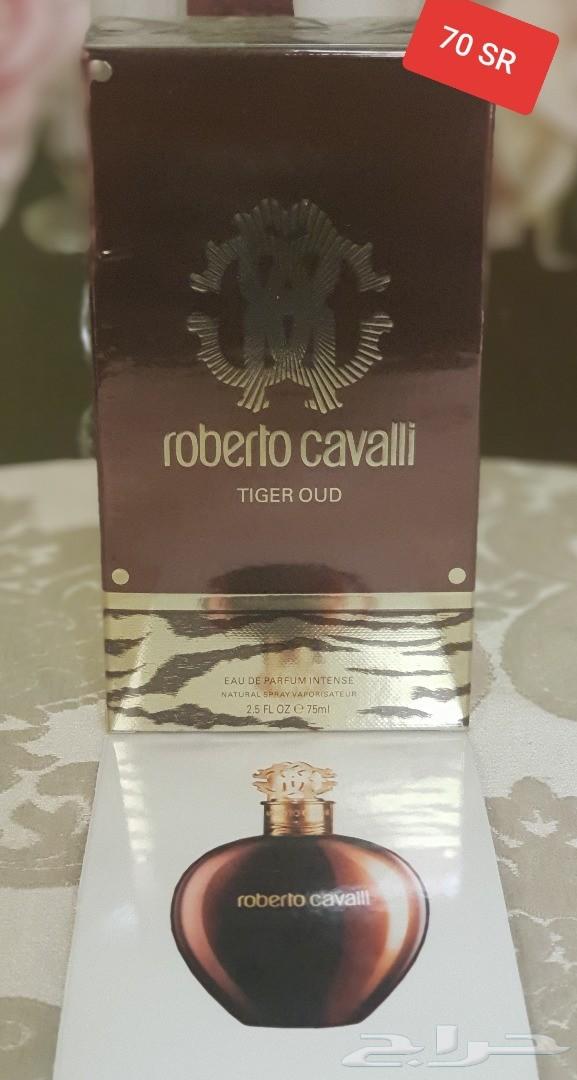 70 SR
roberto cavalli
TIGER OUD
EAU DE PARFUM INTENSE
NATURAL SPRAY VAPORISATEUR
2.5 FL OZ ℮ 75ml
roberto cavalli
حراج